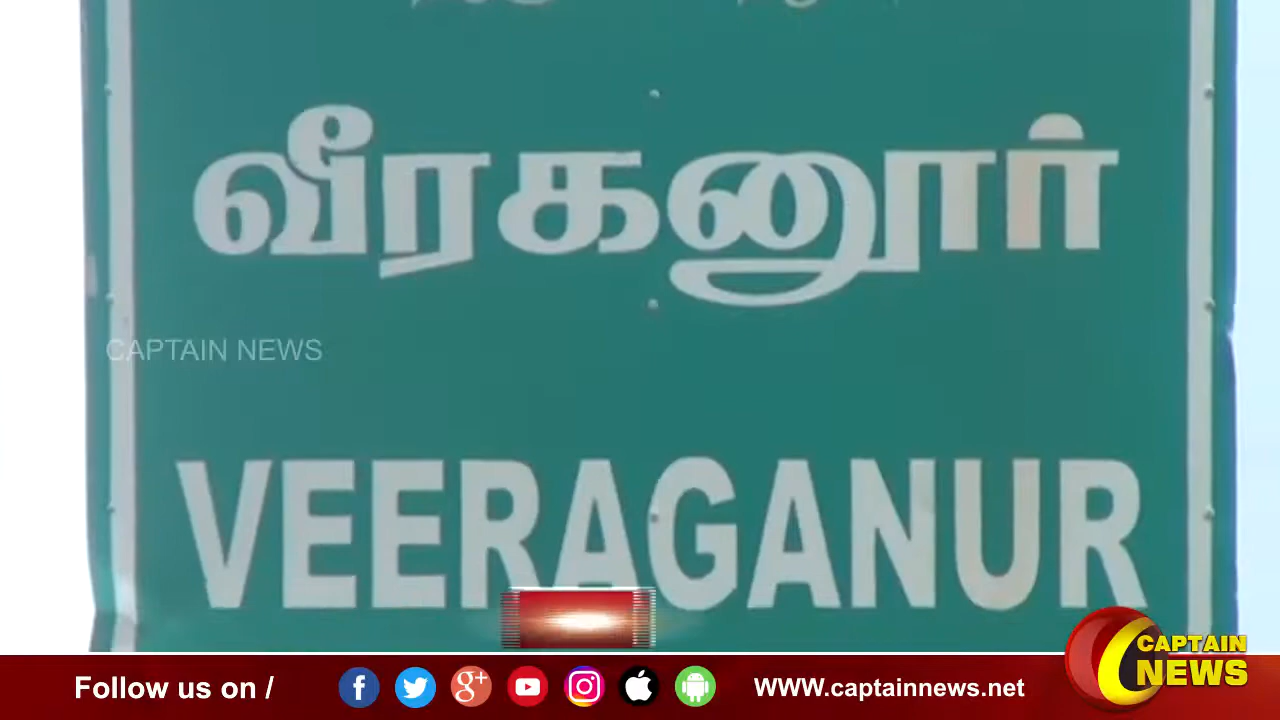 வீரகனூர்
CAPTAIN NEWS
VEERAGANUR
CAPTAIN
NEWS
Follow us on /
WWW.captainnews.net